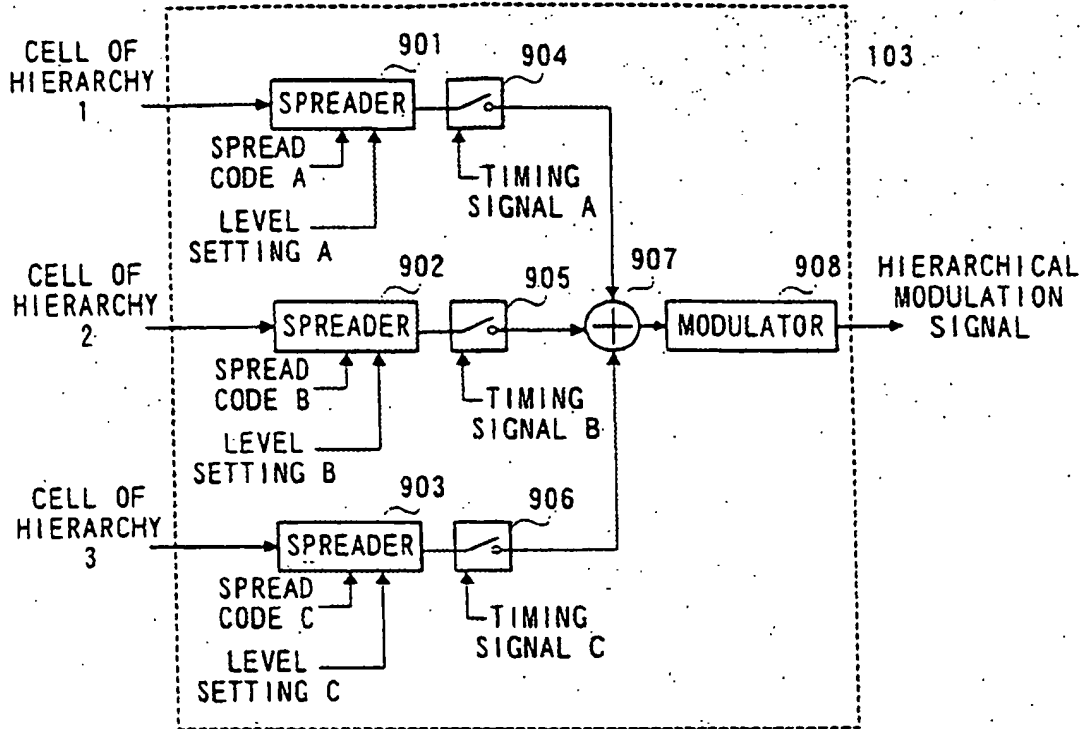 CELL OF
HIERARCHY
1
901
904
103
SPREADER
SPREAD
CODE A
TIMING
SIGNAL A
LEVEL
SETTING A
CELL OF
HIERARCHY
2
902
905
907
908
HIERARCHICAL
MODULATION
SIGNAL
SPREADER
MODULATOR
SPREAD
CODE B
TIMING
SIGNAL B
LEVEL
SETTING B
CELL OF
HIERARCHY
3
903
906
SPREADER
SPREAD
CODE C
TIMING
SIGNAL C
LEVEL
SETTING C